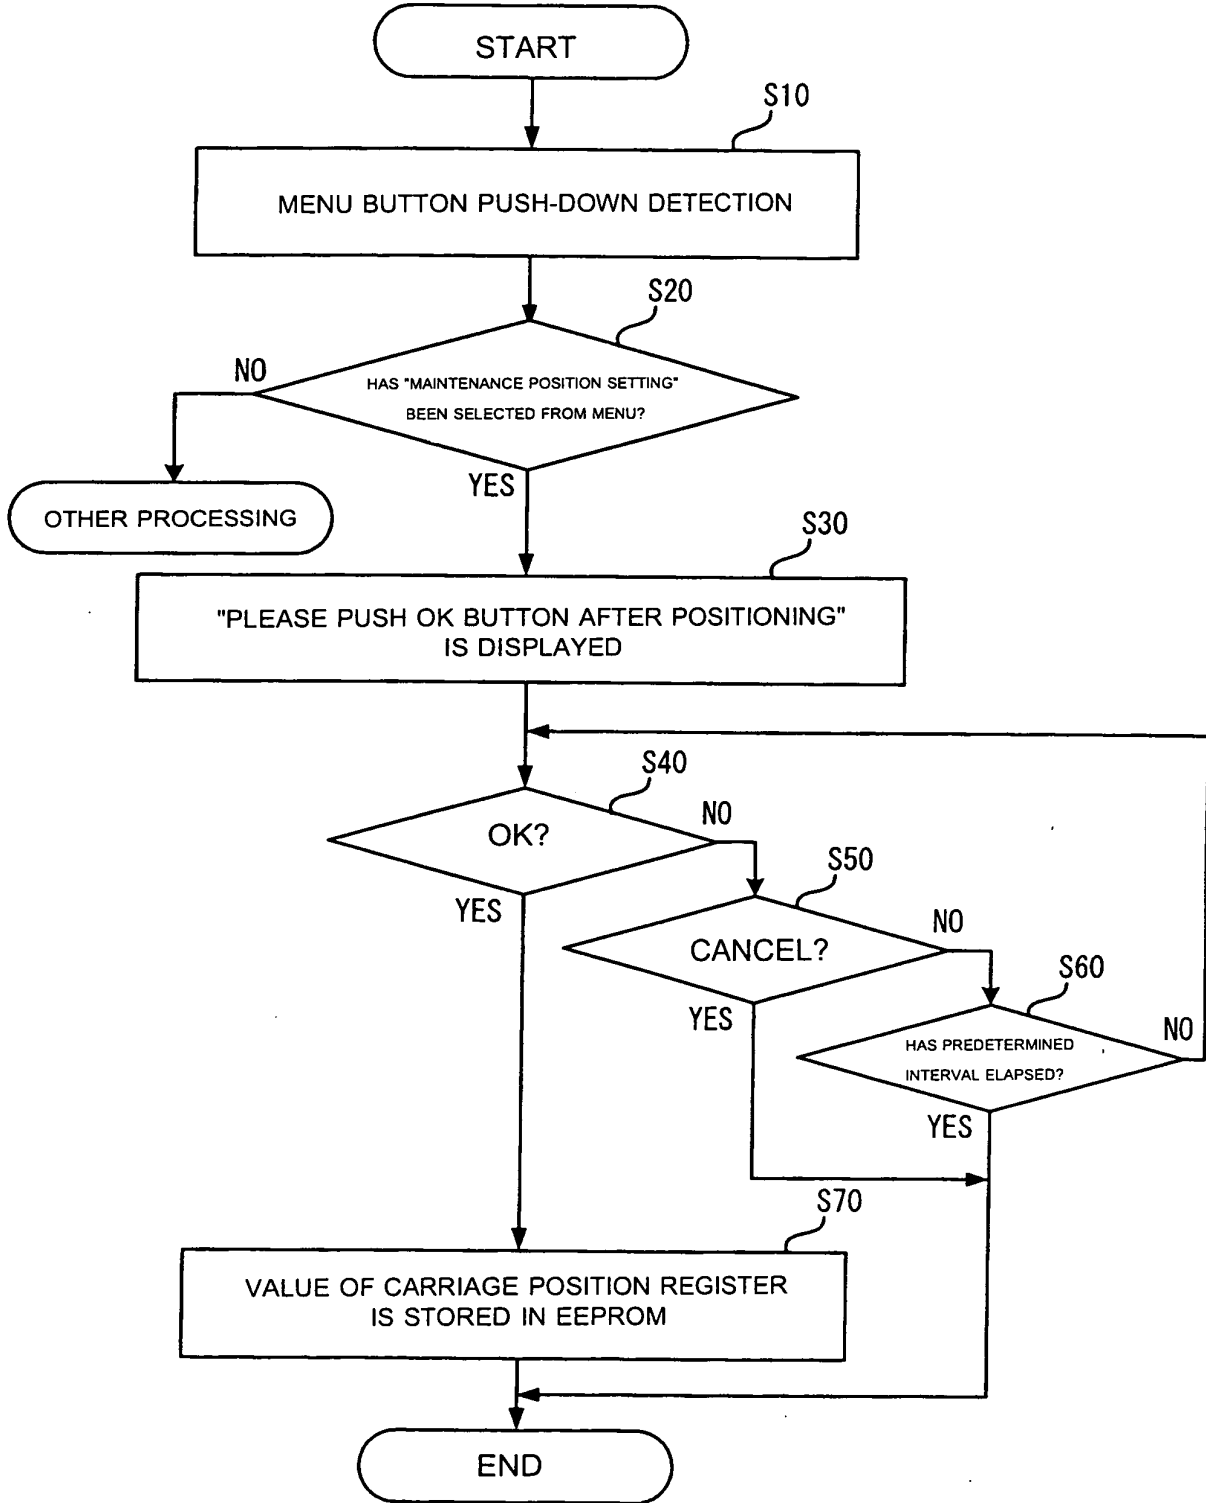 START
S10
MENU BUTTON PUSH-DOWN DETECTION
S20
NO
HAS "MAINTENANCE POSITION SETTING"
BEEN SELECTED FROM MENU?
YES
OTHER PROCESSING
S30
"PLEASE PUSH OK BUTTON AFTER POSITIONING"
IS DISPLAYED
S40
NO
OK?
YES
S50
NO
CANCEL?
YES
S60
NO
HAS PREDETERMINED
INTERVAL ELAPSED?
YES
S70
VALUE OF CARRIAGE POSITION REGISTER
IS STORED IN EEPROM
END